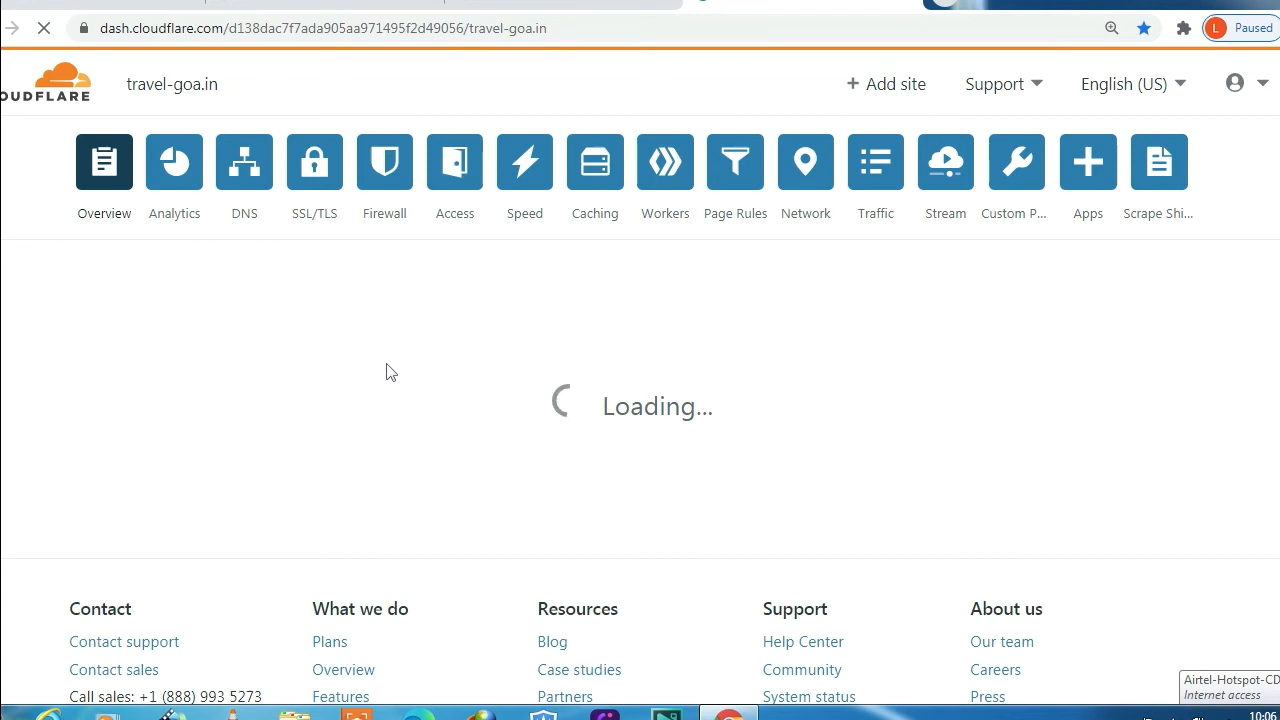 dash.cloudflare.com/d138dac7f7ada905aa971495f2d49056/travel-goa.in
L Paused
OUDFLARE
travel-goa.in
+ Add site
Support
English (US)
Overview
Analytics
DNS
SSL/TLS
Firewall
Access
Speed
Caching
Workers
Page Rules
Network
Traffic
Stream
Custom P...
Apps
Scrape Shi...
Loading...
Contact
Contact support
Contact sales
Call sales: +1 (888) 993 5273
What we do
Plans
Overview
Features
Resources
Blog
Case studies
Partners
Support
Help Center
Community
System status
About us
Our team
Careers
Press
Airtel-Hotspot-CD
Internet access
10:06